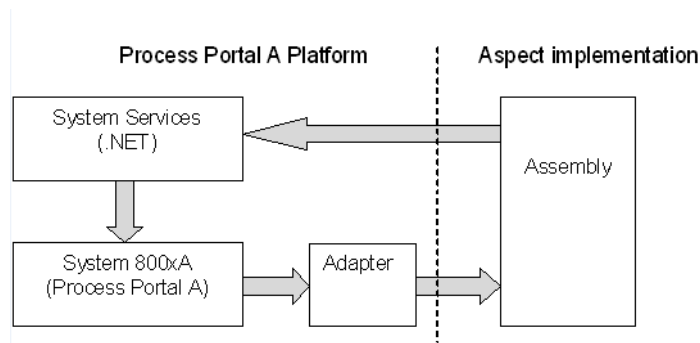 Process Portal A Platform
Aspect implementation
System Services
(.NET)
Assembly
System 800xA
(Process Portal A)
Adapter